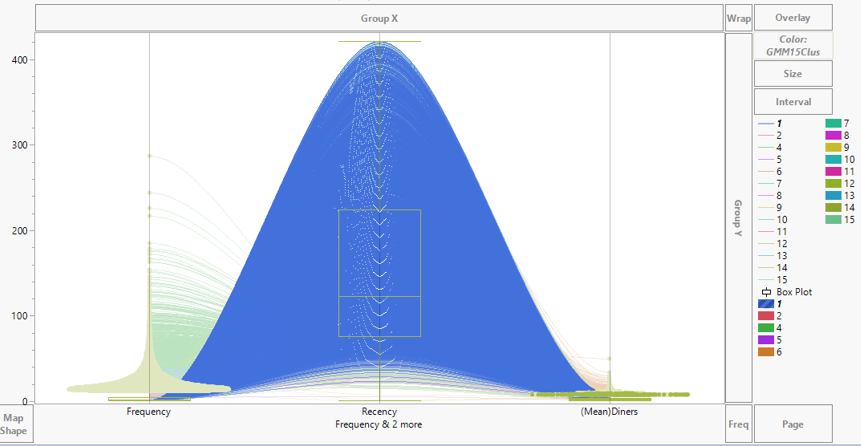 Group X
Wrap
Overlay
Color:
GMM15Clus
Size
Interval
400
300
200
100
0
Group Y
1
2
4
5
6
7
8
9
10
11
12
13
14
15
Box Plot
1
2
4
5
6
7
8
9
10
11
12
13
14
15
Frequency
Recency
(Mean)Diners
Frequency & 2 more
Map
Shape
Freq
Page